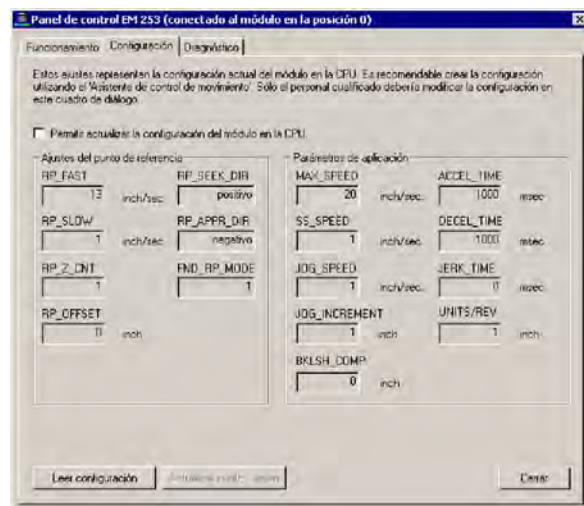 Panel de control EM 253 (conectado al módulo en la posición 0)
Funcionamiento Configuración Diagnóstico
Estos ajustes representan la configuración actual del módulo en la CPU. Es recomendable crear la configuración
utilizando el 'Asistente de control de movimiento'. Sólo el personal cualificado debería modificar la configuración en
este cuadro de diálogo.
Permitir actualizar la configuración del módulo en la CPU.
Ajustes del punto de referencia
RP_FAST RP_SEEK_DIR
13 inch/sec. positivo
RP_SLOW RP_APPR_DIR
1 inch/sec. negativo
RP_Z_CNT FND_RP_MODE
1 1
RP_OFFSET
0 inch
Parámetros de aplicación
MAX_SPEED ACCEL_TIME
20 inch/sec. 1000 msec
SS_SPEED DECEL_TIME
1 inch/sec. 1000 msec
JOG_SPEED JERK_TIME
1 inch/sec. 0 msec
JOG_INCREMENT UNITS/REV
1 inch 1 inch
BKLSH_COMP
0 inch
Leer configuración Actualizar configuración Cerrar